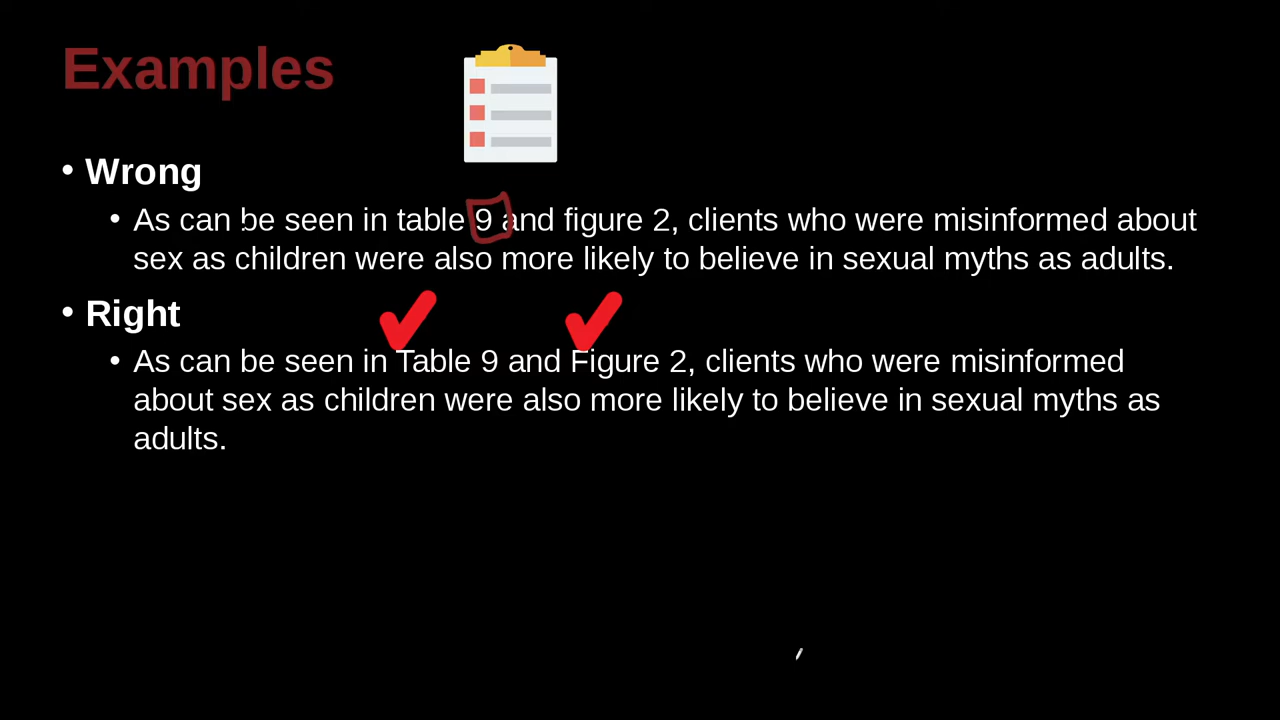 Examples
• Wrong
• As can be seen in table 9 and figure 2, clients who were misinformed about
sex as children were also more likely to believe in sexual myths as adults.
• Right
• As can be seen in Table 9 and Figure 2, clients who were misinformed
about sex as children were also more likely to believe in sexual myths as
adults.